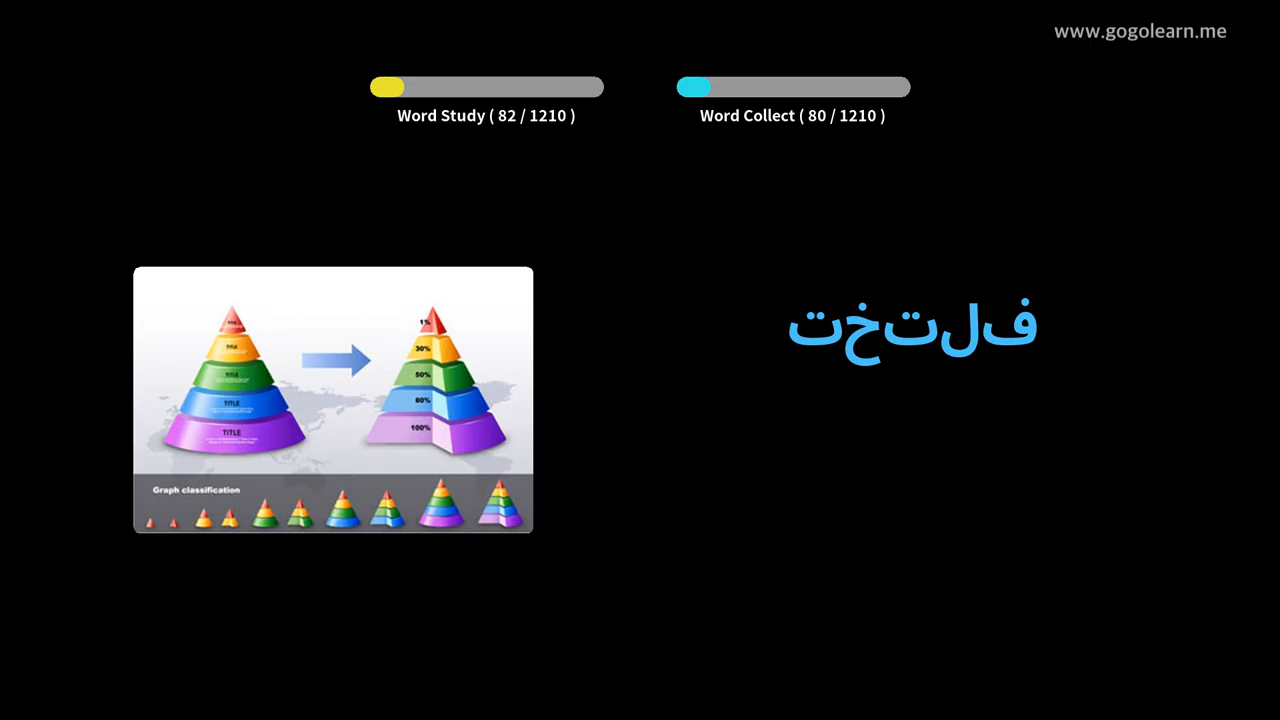 www.gogolearn.me
Word Study ( 82 / 1210 )
Word Collect ( 80 / 1210 )
تختلف
1%
TITLE
30%
TITLE
50%
TITLE
80%
TITLE
100%
Graph classification